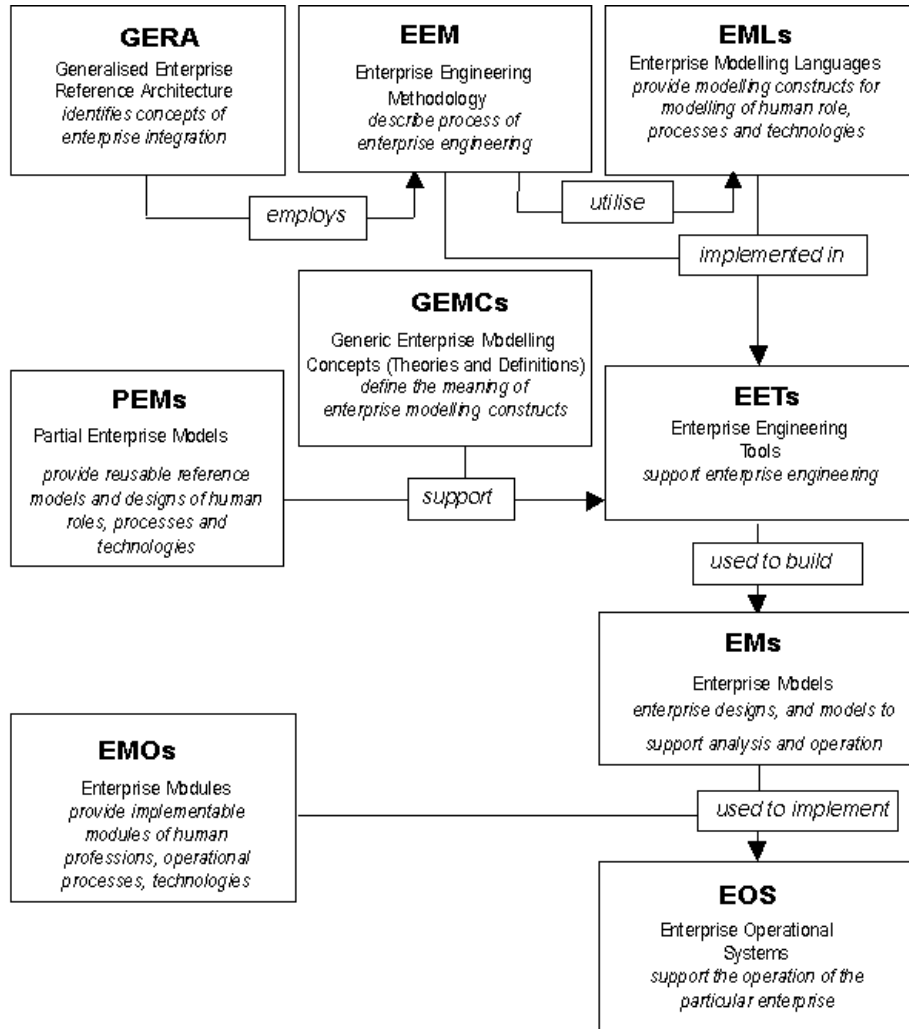 GERA
Generalised Enterprise
Reference Architecture
identifies concepts of
enterprise integration
EEM
Enterprise Engineering
Methodology
describe process of
enterprise engineering
EMLs
Enterprise Modelling Languages
provide modelling constructs for
modelling of human role,
processes and technologies
employs
utilise
implemented in
GEMCs
Generic Enterprise Modelling
Concepts (Theories and Definitions)
define the meaning of
enterprise modelling constructs
PEMs
Partial Enterprise Models
provide reusable reference
models and designs of human
roles, processes and
technologies
support
EETs
Enterprise Engineering
Tools
support enterprise engineering
used to build
EMs
Enterprise Models
enterprise designs, and models to
support analysis and operation
EMOs
Enterprise Modules
provide implementable
modules of human
professions, operational
processes, technologies
used to implement
EOS
Enterprise Operational
Systems
support the operation of the
particular enterprise